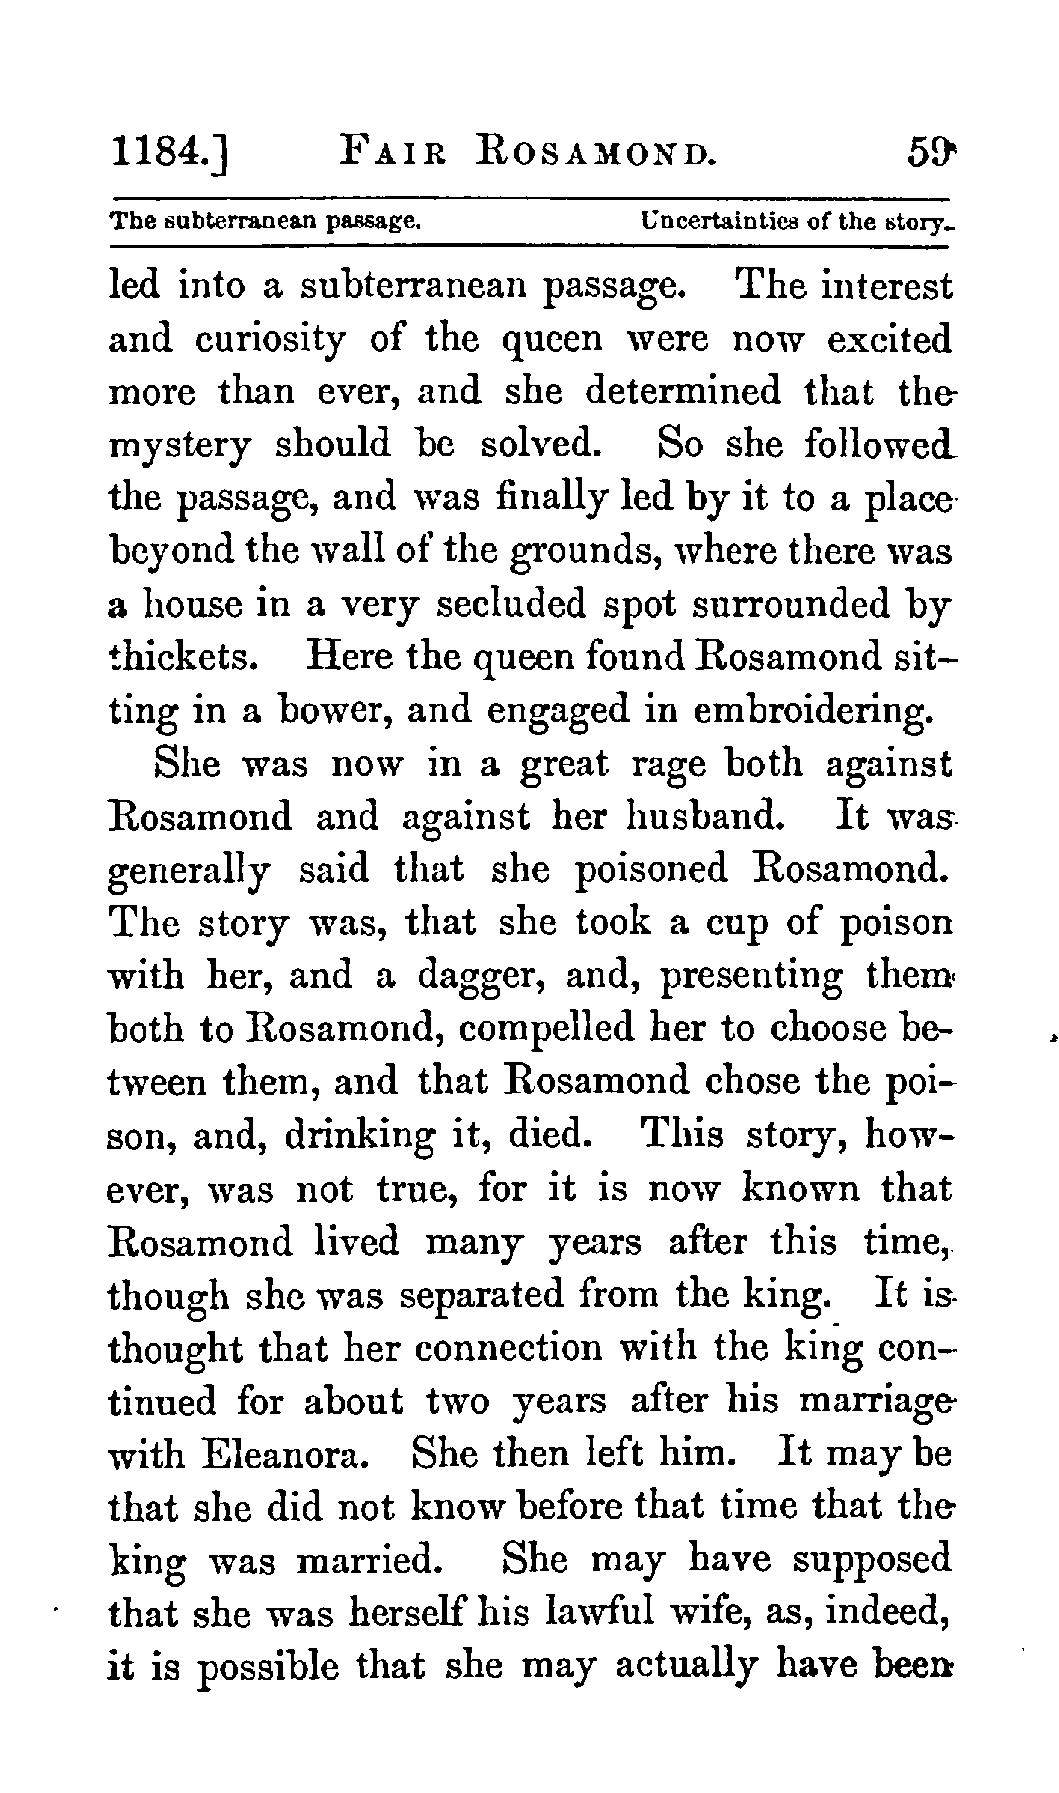 1184.] FAIR ROSAMOND. 59
The subterranean passage. Uncertainties of the story.
led into a subterranean passage. The interest
and curiosity of the queen were now excited
more than ever, and she determined that the
mystery should be solved. So she followed
the passage, and was finally led by it to a place
beyond the wall of the grounds, where there was
a house in a very secluded spot surrounded by
thickets. Here the queen found Rosamond sit-
ting in a bower, and engaged in embroidering.
She was now in a great rage both against
Rosamond and against her husband. It was
generally said that she poisoned Rosamond.
The story was, that she took a cup of poison
with her, and a dagger, and, presenting them
both to Rosamond, compelled her to choose be-
tween them, and that Rosamond chose the poi-
son, and, drinking it, died. This story, how-
ever, was not true, for it is now known that
Rosamond lived many years after this time,
though she was separated from the king. It is
thought that her connection with the king con-
tinued for about two years after his marriage
with Eleanora. She then left him. It may be
that she did not know before that time that the
king was married. She may have supposed
that she was herself his lawful wife, as, indeed,
it is possible that she may actually have been